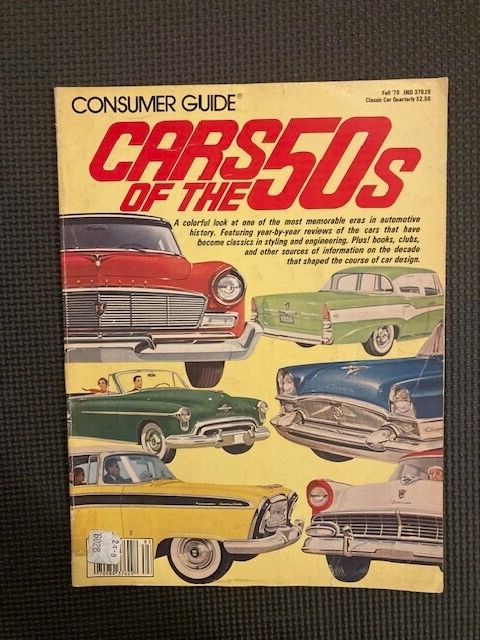 CONSUMER GUIDE®
Fall '78 IND 37629
Classic Car Quarterly $2.50
CARS
OF THE 50s
A colorful look at one of the most memorable eras in automotive
history. Featuring year-by-year reviews of the cars that have
become classics in styling and engineering. Plus! books, clubs,
and other sources of information on the decade
that shaped the course of car design.